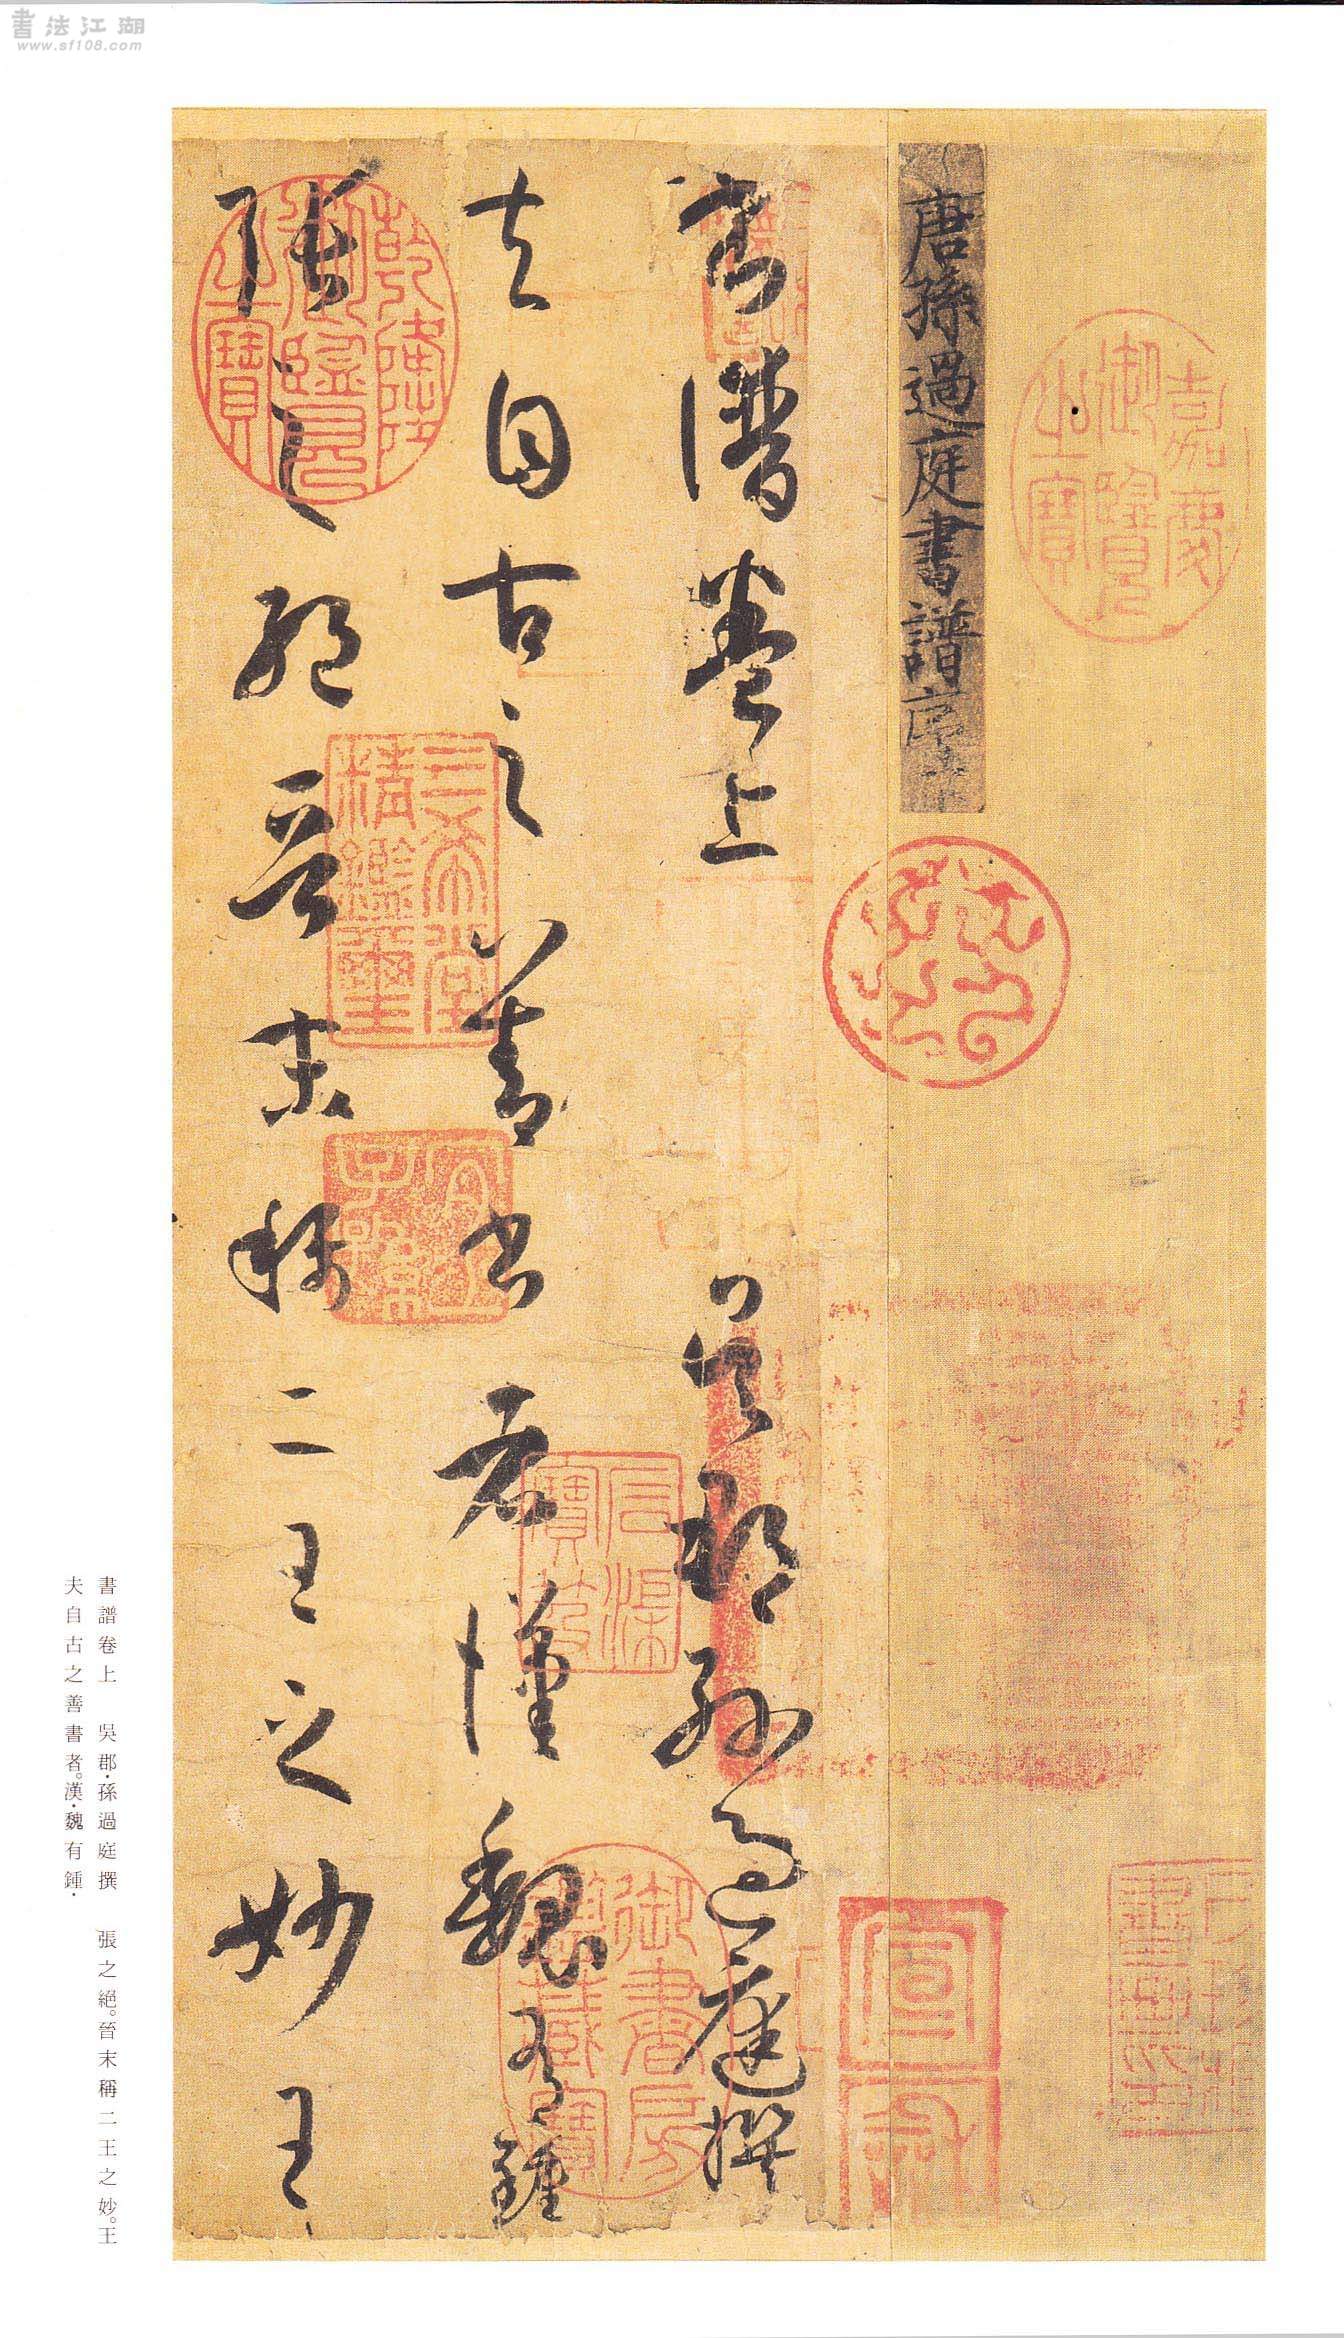 書法江湖
www.sf108.com
嘉慶御覽之寶
唐孫過庭書譜序
宣和
書譜卷上 吳郡孫過庭撰
夫自古之善書者漢魏有鍾
張之絕晉末稱二王之妙王
乾隆御覽之寶
三希堂精鑑璽
宜子孫
石渠寶笈
御書房鑑藏寶
書譜卷上 吳郡·孫過庭撰
夫自古之善書者。漢·魏有鍾·
張之絕。晉末稱二王之妙。王